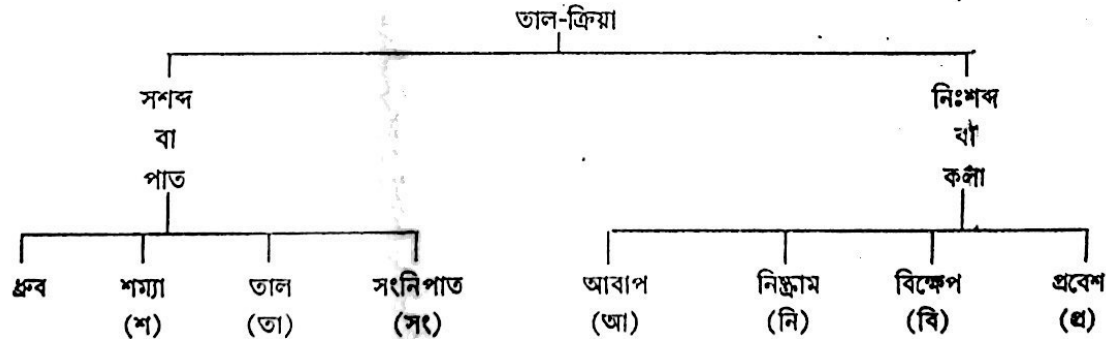 তাল-ক্রিয়া
সশব্দ নিঃশব্দ
বা বা
পাত কলা
ধ্রুব শম্যা তাল সংনিপাত আবাপ নিষ্ক্রাম বিক্ষেপ প্রবেশ
(শ) (তা) (সং) (আ) (নি) (বি) (প্র)